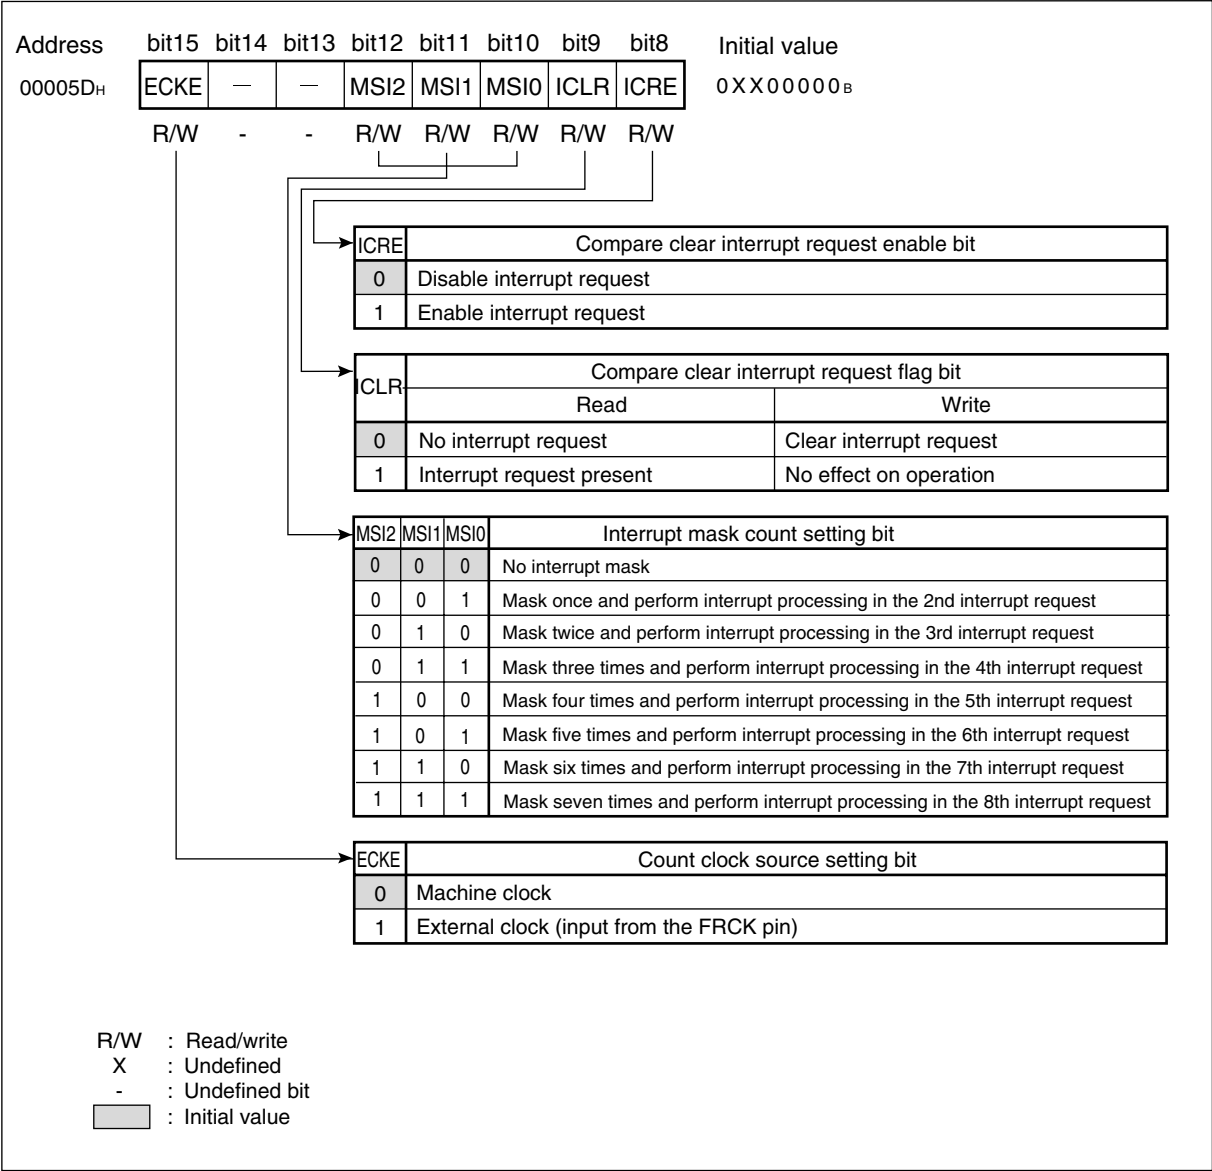 Address bit15 bit14 bit13 bit12 bit11 bit10 bit9 bit8 Initial value
00005DH ECKE — — MSI2 MSI1 MSI0 ICLR ICRE 0XX00000B
R/W - - R/W R/W R/W R/W R/W
ICRE Compare clear interrupt request enable bit
0 Disable interrupt request
1 Enable interrupt request
ICLR Compare clear interrupt request flag bit
Read Write
0 No interrupt request Clear interrupt request
1 Interrupt request present No effect on operation
MSI2 MSI1 MSI0 Interrupt mask count setting bit
0 0 0 No interrupt mask
0 0 1 Mask once and perform interrupt processing in the 2nd interrupt request
0 1 0 Mask twice and perform interrupt processing in the 3rd interrupt request
0 1 1 Mask three times and perform interrupt processing in the 4th interrupt request
1 0 0 Mask four times and perform interrupt processing in the 5th interrupt request
1 0 1 Mask five times and perform interrupt processing in the 6th interrupt request
1 1 0 Mask six times and perform interrupt processing in the 7th interrupt request
1 1 1 Mask seven times and perform interrupt processing in the 8th interrupt request
ECKE Count clock source setting bit
0 Machine clock
1 External clock (input from the FRCK pin)
R/W : Read/write
X : Undefined
- : Undefined bit
: Initial value